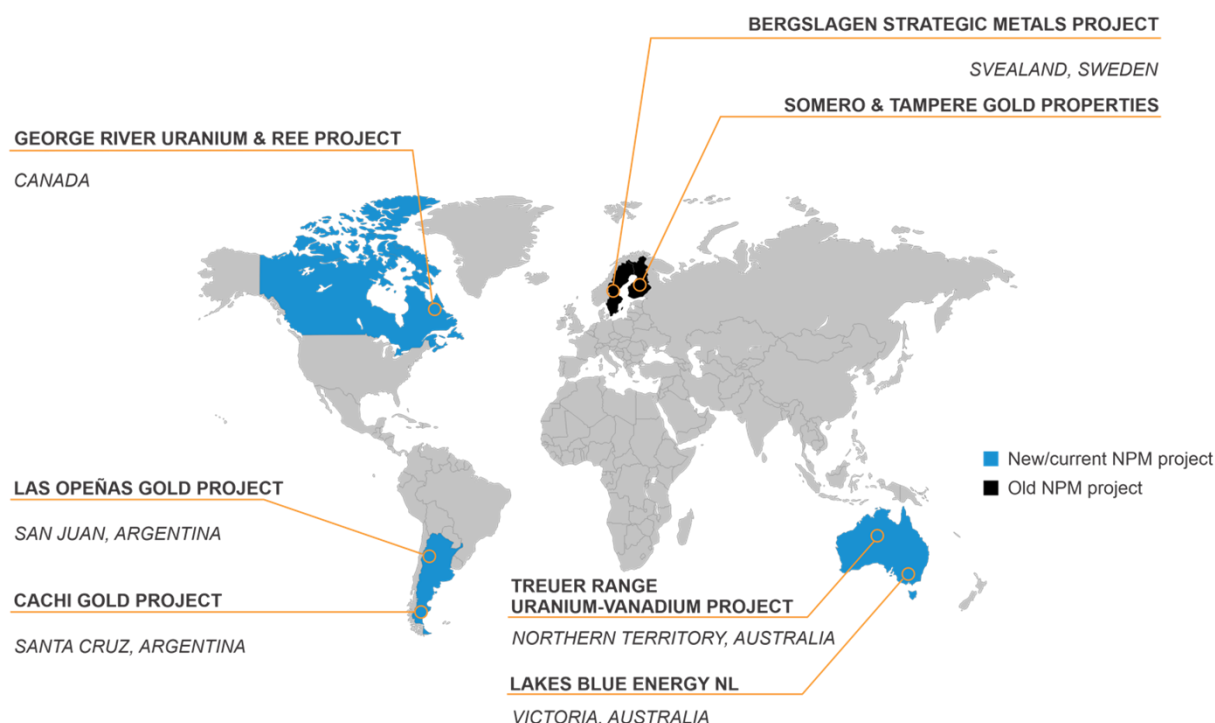 BERGSLAGEN STRATEGIC METALS PROJECT
SVEALAND, SWEDEN
SOMERO & TAMPERE GOLD PROPERTIES
GEORGE RIVER URANIUM & REE PROJECT
CANADA
New/current NPM project
Old NPM project
LAS OPEÑAS GOLD PROJECT
SAN JUAN, ARGENTINA
CACHI GOLD PROJECT
SANTA CRUZ, ARGENTINA
TREUER RANGE
URANIUM-VANADIUM PROJECT
NORTHERN TERRITORY, AUSTRALIA
LAKES BLUE ENERGY NL
VICTORIA, AUSTRALIA